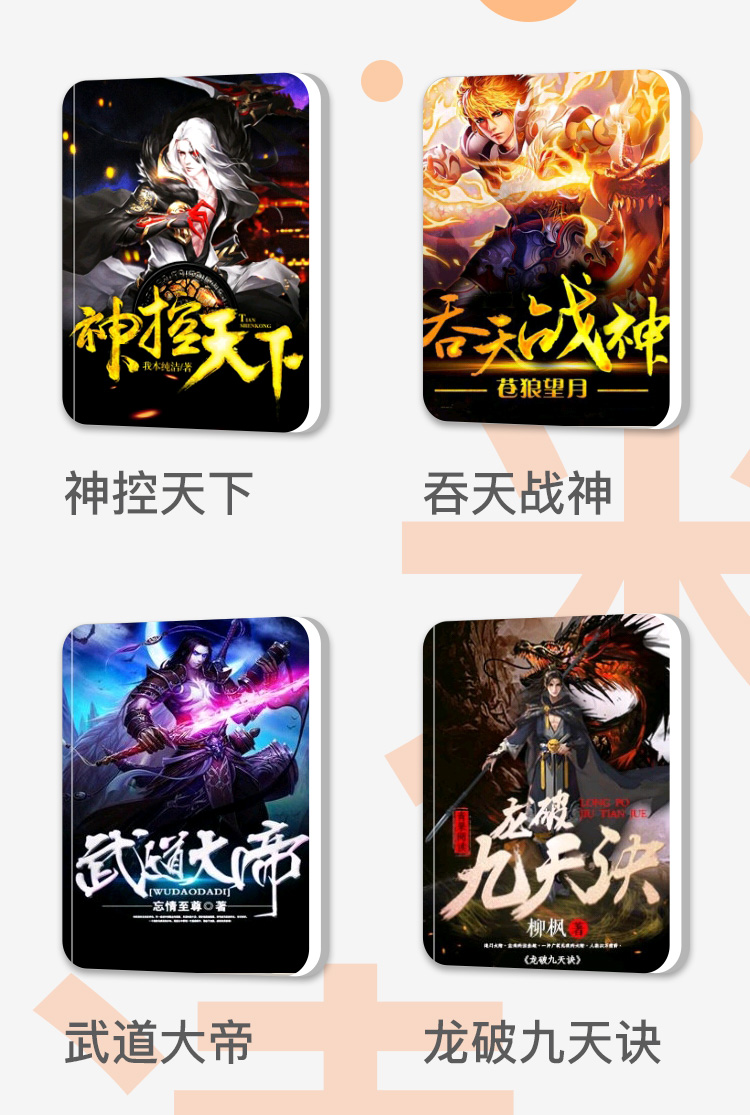 神控天下
TIAN
SHENKONG
我本纯洁/著
吞天战神
苍狼望月
神控天下
吞天战神
武道大帝
[WUDAODADI]
忘情至尊◎著
龙破
LONG PO
JIU TIAN JUE
九天诀
柳枫 著
《龙破九天诀》
武道大帝
龙破九天诀